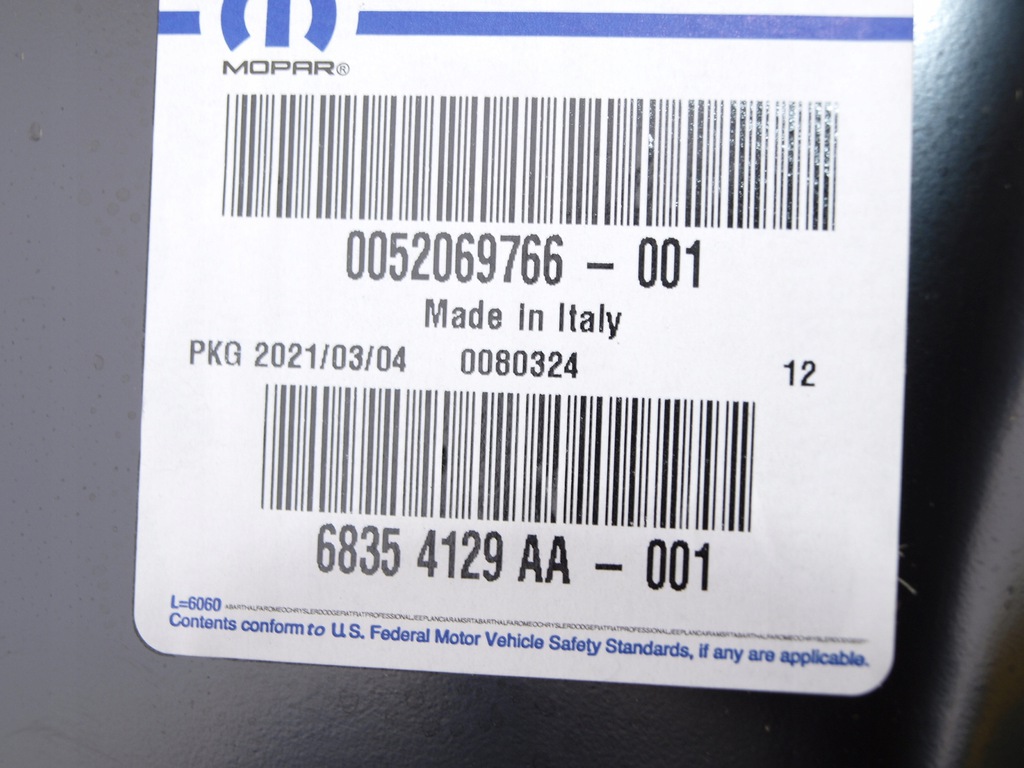 MOPAR®
0052069766 – 001
Made in Italy
PKG 2021/03/04 0080324 12
6835 4129 AA – 001
L=6060
Contents conform to U.S. Federal Motor Vehicle Safety Standards, if any are applicable.